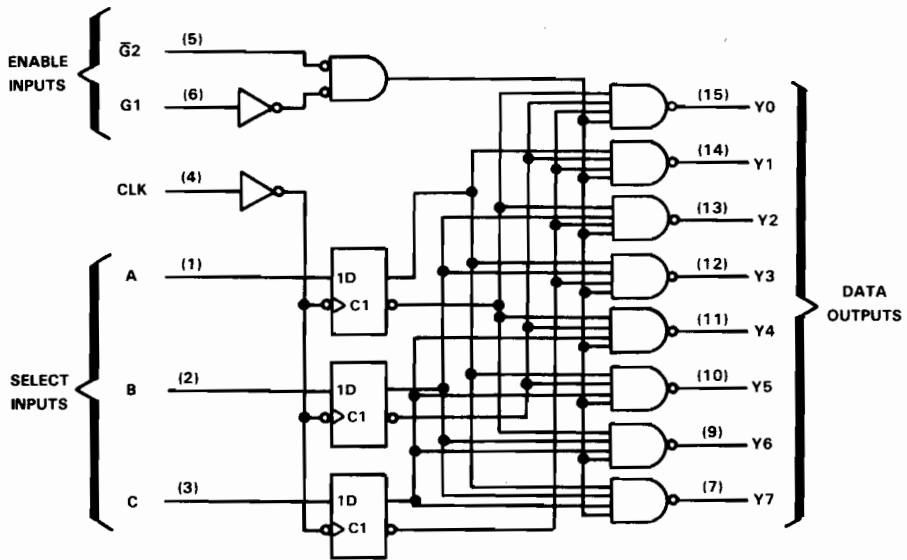 ENABLE
INPUTS
G̅2 (5)
G1 (6)
CLK (4)
SELECT
INPUTS
A (1)
B (2)
C (3)
1D
C1
1D
C1
1D
C1
(15) Y0
(14) Y1
(13) Y2
(12) Y3
(11) Y4
(10) Y5
(9) Y6
(7) Y7
DATA
OUTPUTS